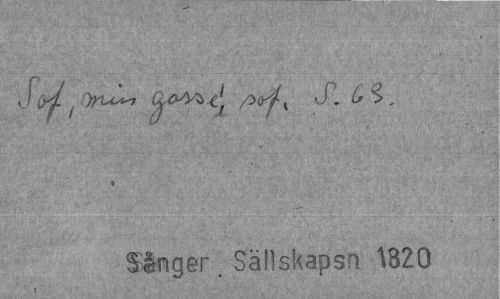 Sof, min gosse!, sof. S. 63.
Sånger Sällskapsn 1820